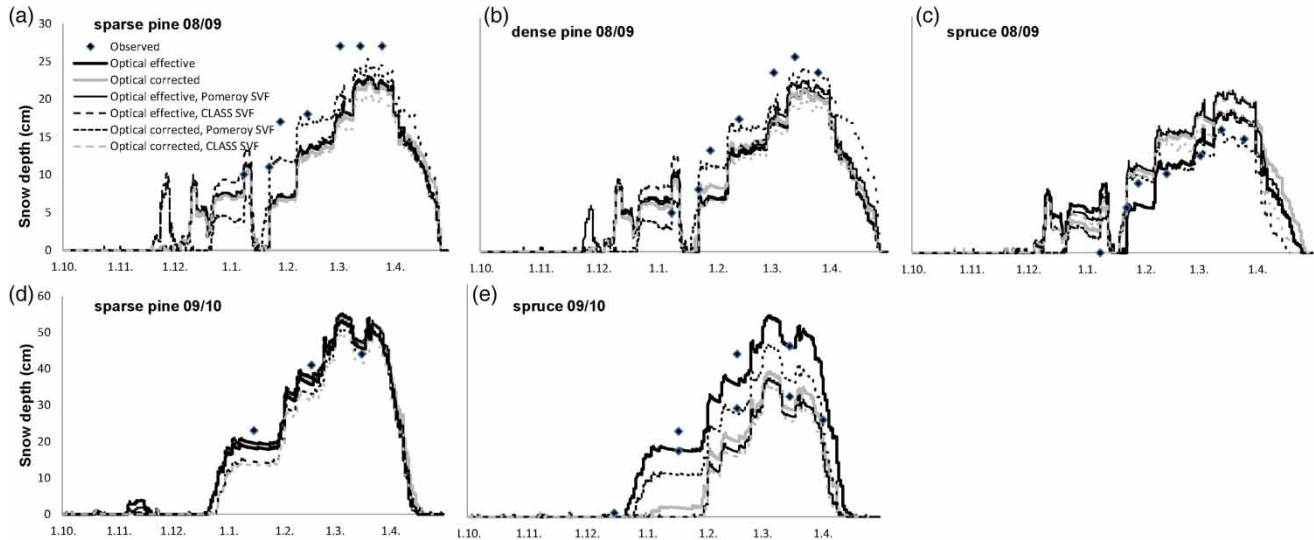 (a)
sparse pine 08/09
Observed
Optical effective
Optical corrected
Optical effective, Pomeroy SVF
Optical effective, CLASS SVF
Optical corrected, Pomeroy SVF
Optical corrected, CLASS SVF
Snow depth (cm)
30
25
20
15
10
5
0
1.10. 1.11. 1.12. 1.1. 1.2. 1.3. 1.4.
(b)
dense pine 08/09
1.10. 1.11. 1.12. 1.1. 1.2. 1.3. 1.4.
(c)
spruce 08/09
1.10. 1.11. 1.12. 1.1. 1.2. 1.3. 1.4.
(d)
sparse pine 09/10
Snow depth (cm)
60
50
40
30
20
10
0
1.10. 1.11. 1.12. 1.1. 1.2. 1.3. 1.4.
(e)
spruce 09/10
1.10. 1.11. 1.12. 1.1. 1.2. 1.3. 1.4.